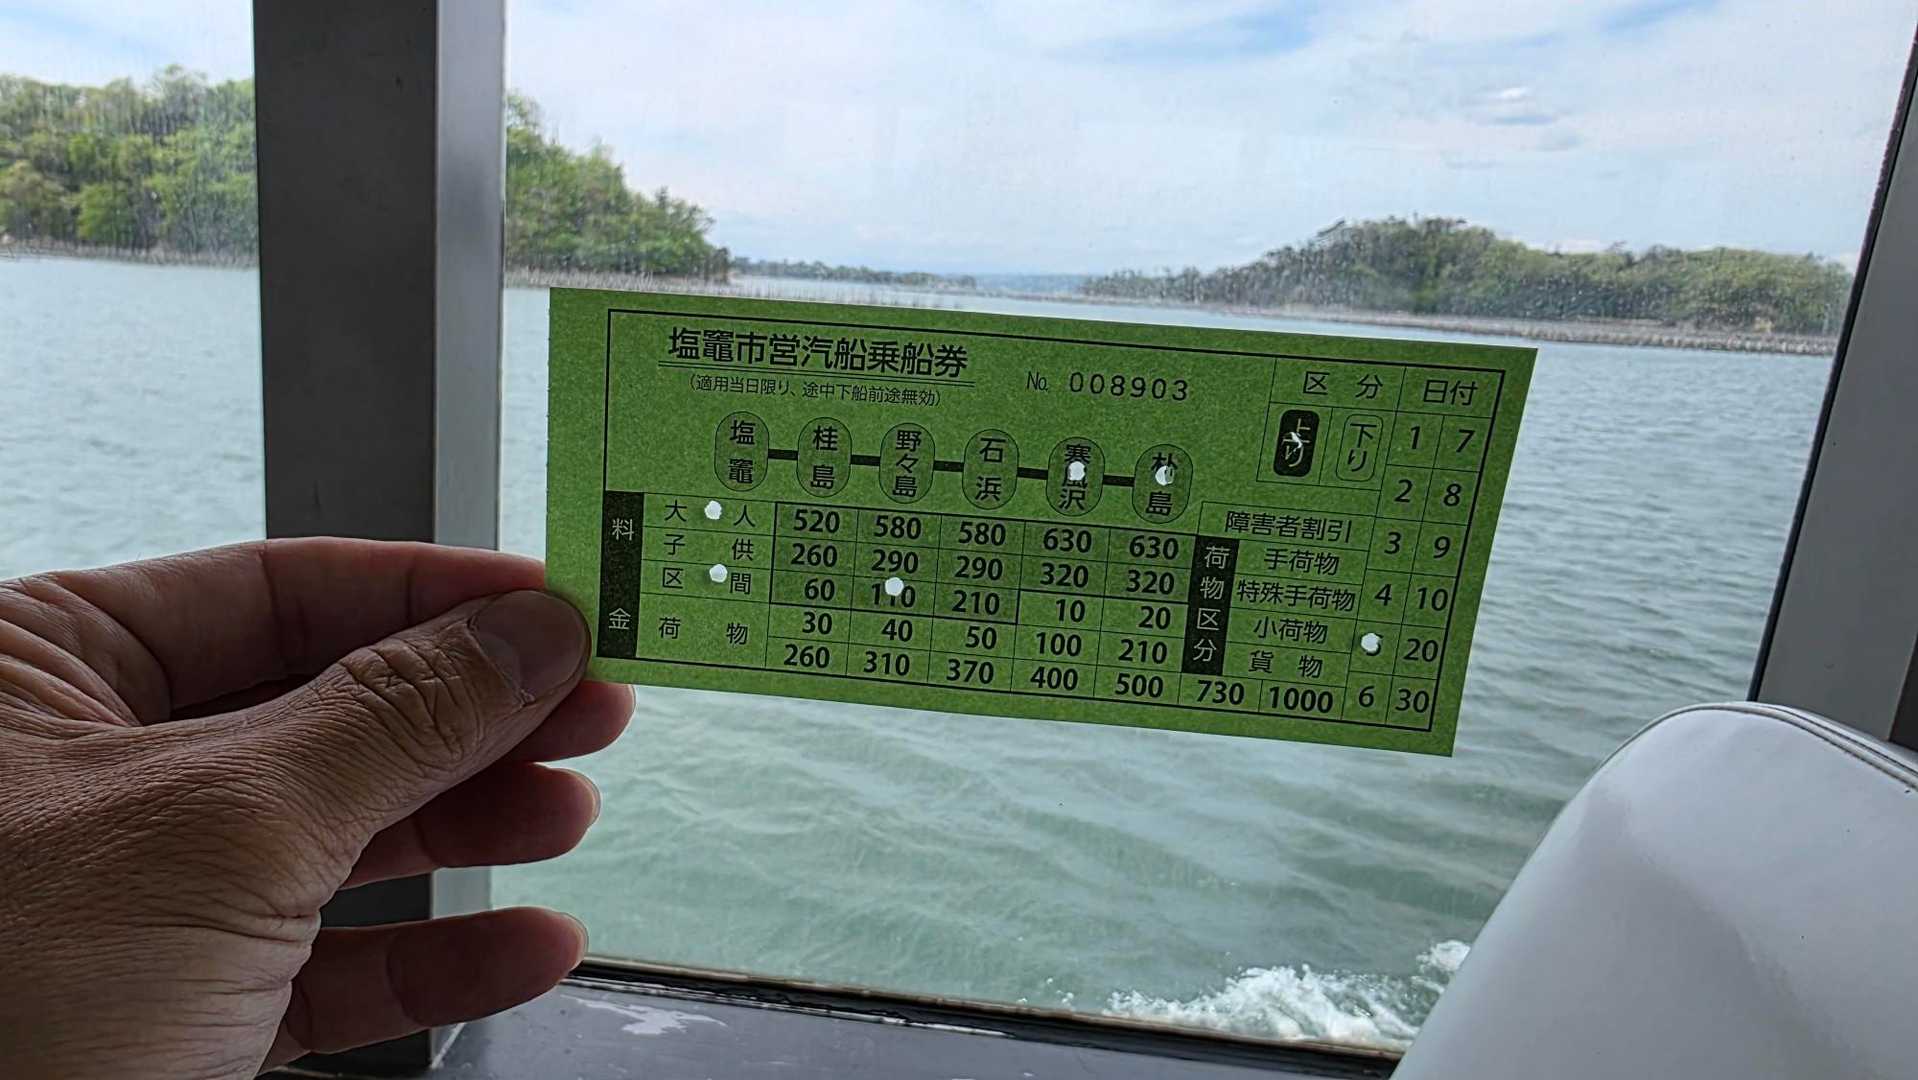 塩竈市営汽船乗船券
(適用当日限り、途中下船前途無効)
No. 008903
塩竈 桂島 野々島 石浜 寒風沢 朴島
区分 日付
上り 下り
1 7
2 8
3 9
4 10
20
6 30
料金
大人 520 580 580 630 630
子供 260 290 290 320 320
区間 60 110 210 10 20
荷物 30 40 50 100 210
260 310 370 400 500 730 1000
障害者割引
荷物区分
手荷物
特殊手荷物
小荷物
貨物